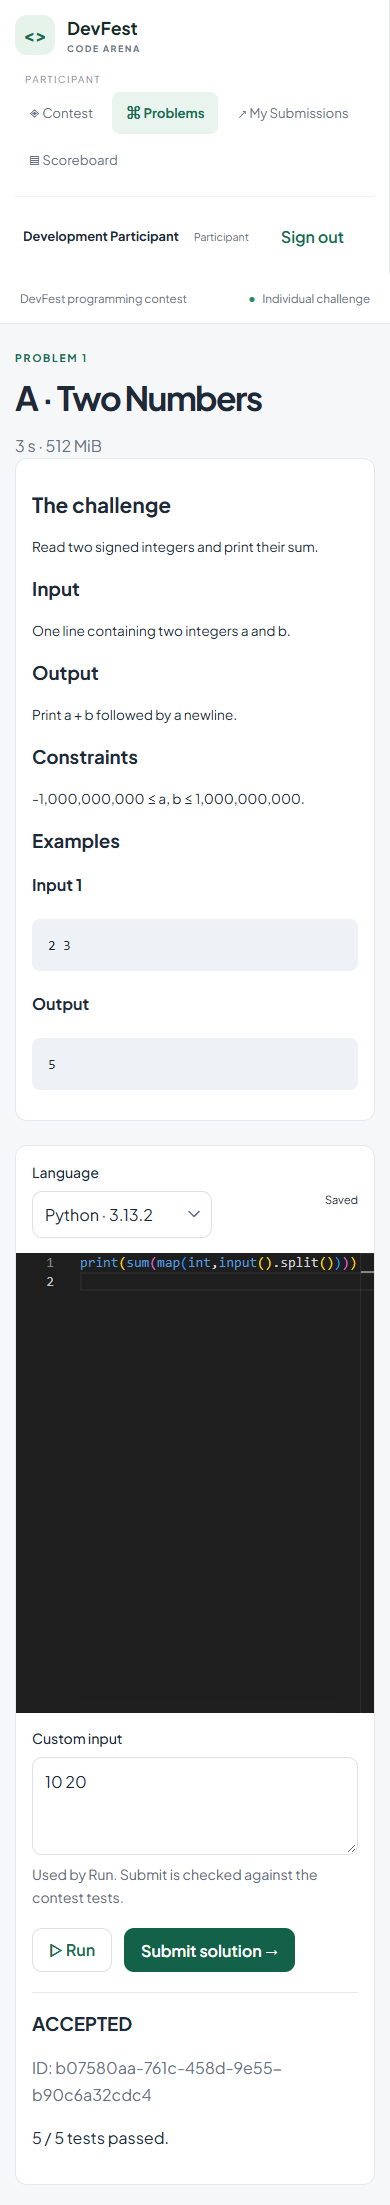 <>
DevFest
CODE ARENA
PARTICIPANT
Contest
⌘ Problems
↗ My Submissions
▤ Scoreboard
Development Participant Participant Sign out
DevFest programming contest ● Individual challenge
PROBLEM 1
A · Two Numbers
3 s · 512 MiB
The challenge
Read two signed integers and print their sum.
Input
One line containing two integers a and b.
Output
Print a + b followed by a newline.
Constraints
-1,000,000,000 ≤ a, b ≤ 1,000,000,000.
Examples
Input 1
2 3
Output
5
Language
Python · 3.13.2
Saved
1 print(sum(map(int,input().split())))
2
Custom input
10 20
Used by Run. Submit is checked against the
contest tests.
▷ Run
Submit solution →
ACCEPTED
ID: b07580aa-761c-458d-9e55-
b90c6a32cdc4
5 / 5 tests passed.